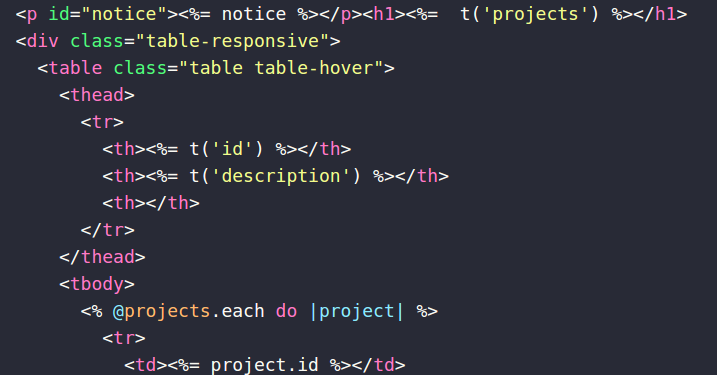 <p id="notice"><%= notice %></p><h1><%=  t('projects') %></h1>
<div class="table-responsive">
  <table class="table table-hover">
    <thead>
      <tr>
        <th><%= t('id') %></th>
        <th><%= t('description') %></th>
        <th></th>
      </tr>
    </thead>
    <tbody>
      <% @projects.each do |project| %>
        <tr>
          <td><%= project.id %></td>